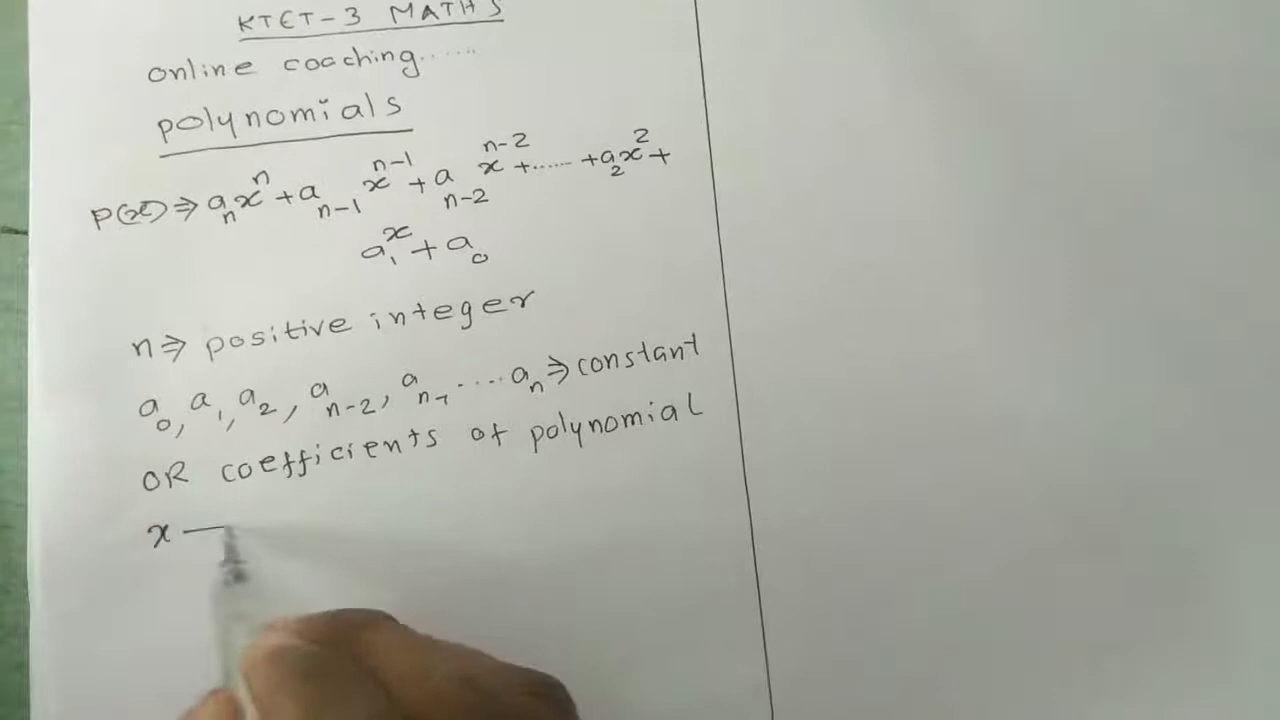 KTET-3 MATHS
online coaching......
polynomials
P(x) ⇒ aₙxⁿ + aₙ₋₁xⁿ⁻¹ + aₙ₋₂xⁿ⁻² + ...... + a₂x² +
a₁x + a₀
n ⇒ positive integer
a₀, a₁, a₂, aₙ₋₂, aₙ₋₁ .... aₙ ⇒ constant
OR coefficients of polynomial
x —